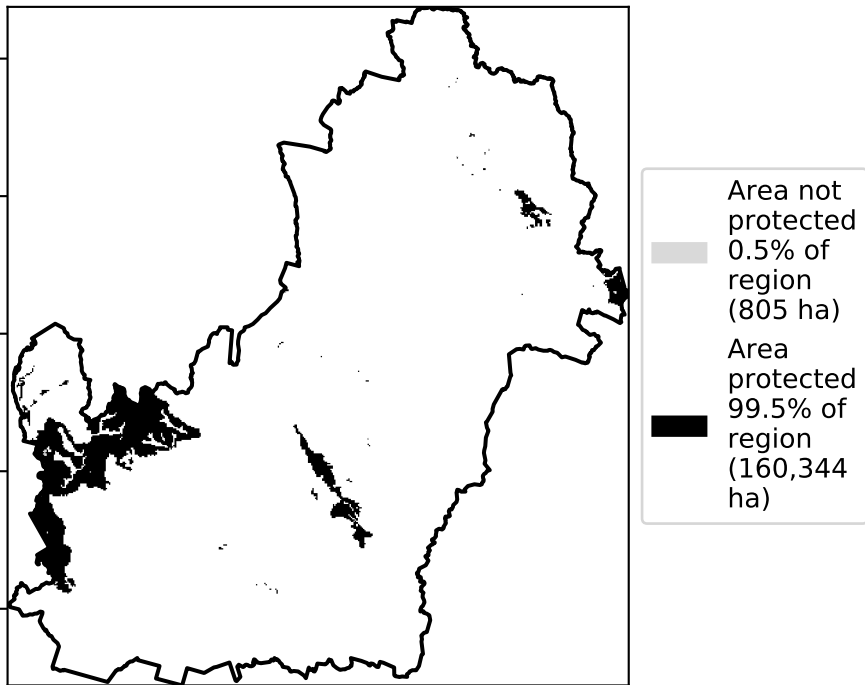 Area not
protected
0.5% of
region
(805 ha)
Area
protected
99.5% of
region
(160,344
ha)